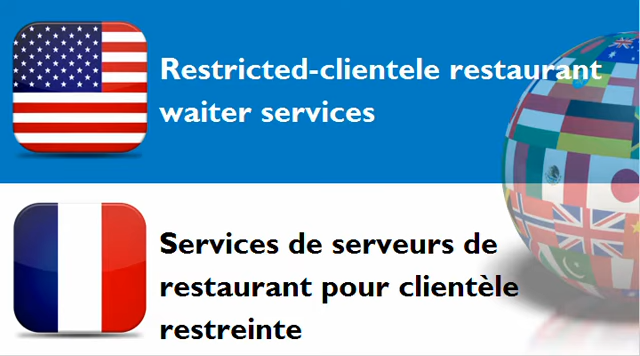 Restricted-clientele restaurant
waiter services
Services de serveurs de
restaurant pour clientèle
restreinte